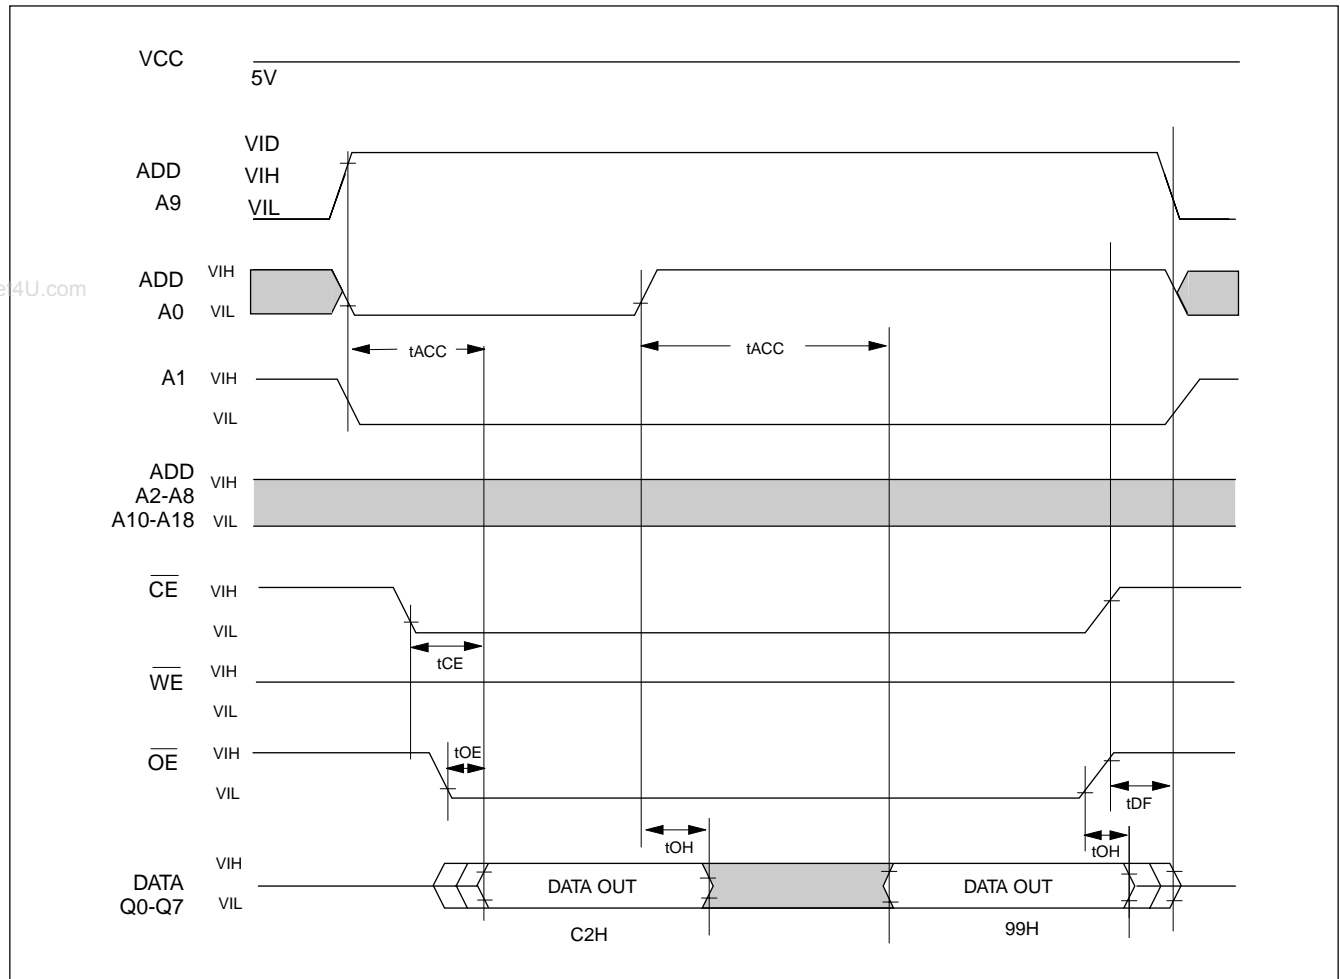 VCC
5V
VID
ADD
VIH
A9
VIL
ADD
VIH
et4U.com
A0
VIL
tACC
tACC
A1
VIH
VIL
ADD
VIH
A2-A8
A10-A18
VIL
CE
VIH
VIL
tCE
WE
VIH
VIL
OE
VIH
tOE
VIL
tDF
tOH
tOH
VIH
DATA
DATA OUT
DATA OUT
Q0-Q7
VIL
C2H
99H